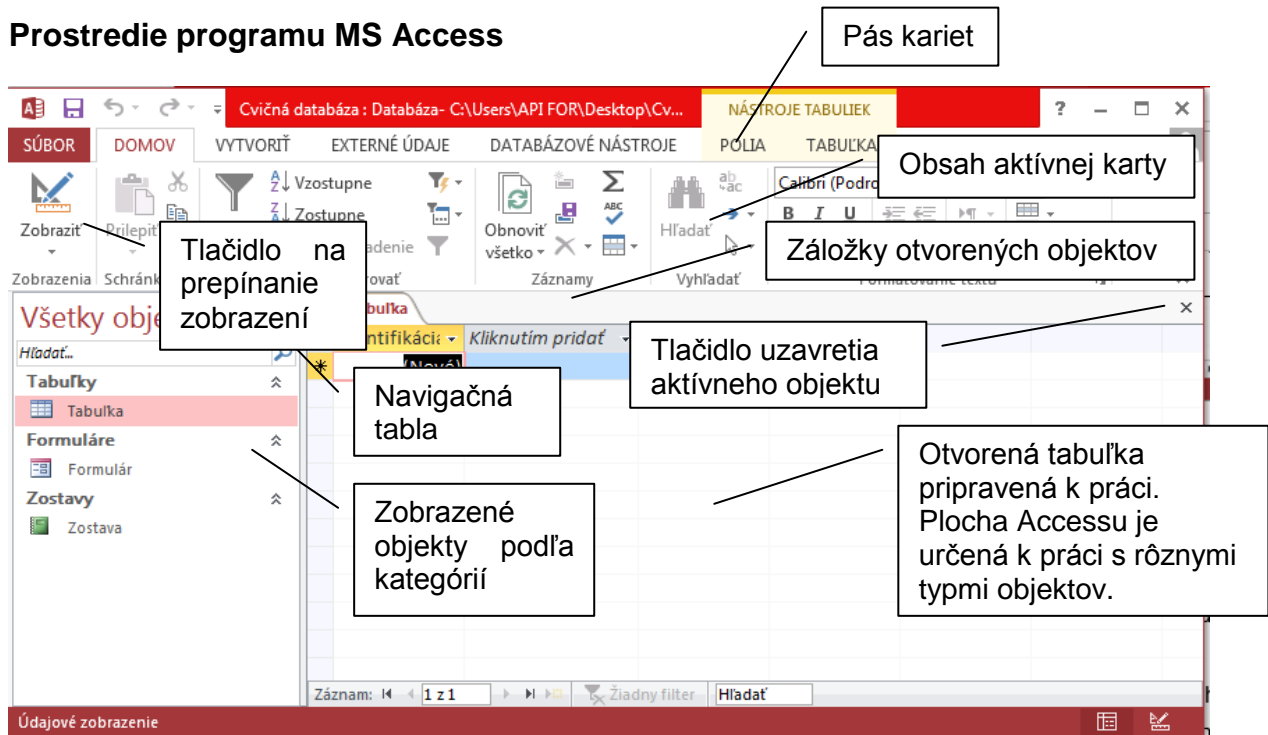 Prostredie programu MS Access
Pás kariet
Cvičná databáza : Databáza- C:\Users\API FOR\Desktop\Cv...
NÁSTROJE TABULIEK
?
SÚBOR DOMOV VYTVORIŤ EXTERNÉ ÚDAJE DATABÁZOVÉ NÁSTROJE POLIA TABUĽKA
Obsah aktívnej karty
Zobraziť
Prilepiť
Vzostupne
Zostupne
Obnoviť
všetko
Hľadať
Calibri (Podro
B I U
Záložky otvorených objektov
Tlačidlo na
prepínanie
zobrazení
Zobrazenia
Záznamy
Vyhľadať
Všetky
Hľadať...
Kliknutím pridať
(Nové)
Tlačidlo uzavretia
aktívneho objektu
Tabuľky
Tabuľka
Formuláre
Formulár
Zostavy
Zostava
Navigačná
tabla
Zobrazené
objekty podľa
kategórií
Otvorená tabuľka
pripravená k práci.
Plocha Accessu je
určená k práci s rôznymi
typmi objektov.
Záznam: 1 z 1 Žiadny filter Hľadať
Údajové zobrazenie